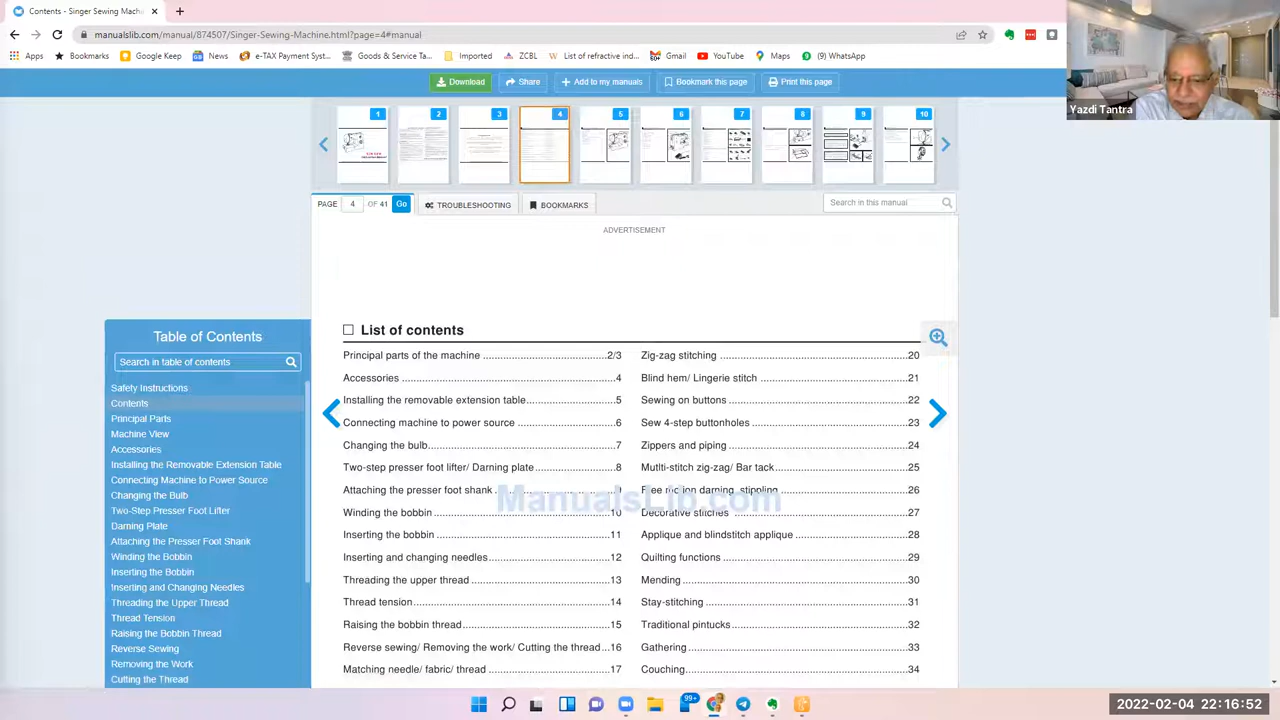 Contents - Singer Sewing Machi
manualslib.com/manual/874507/Singer-Sewing-Machine.html?page=4#manual
Apps Bookmarks Google Keep News e-TAX Payment Syst... Goods & Service Ta... Imported ZCBL List of refractive ind... Gmail YouTube Maps (9) WhatsApp
Yazdi Tantra
Download Share Add to my manuals Bookmark this page Print this page
1 2 3 4 5 6 7 8 9 10
PAGE 4 OF 41 Go TROUBLESHOOTING BOOKMARKS Search in this manual
ADVERTISEMENT
List of contents
Principal parts of the machine ..........2/3
Accessories ..........4
Installing the removable extension table..........5
Connecting machine to power source ..........6
Changing the bulb..........7
Two-step presser foot lifter/ Darning plate..........8
Attaching the presser foot shank ..........9
Winding the bobbin ..........10
Inserting the bobbin ..........11
Inserting and changing needles..........12
Threading the upper thread ..........13
Thread tension..........14
Raising the bobbin thread..........15
Reverse sewing/ Removing the work/ Cutting the thread...16
Matching needle/ fabric/ thread ..........17
Zig-zag stitching ..........20
Blind hem/ Lingerie stitch ..........21
Sewing on buttons ..........22
Sew 4-step buttonholes ..........23
Zippers and piping ..........24
Mutlti-stitch zig-zag/ Bar tack..........25
Free motion darning, stippling ..........26
Decorative stitches ..........27
Applique and blindstitch applique ..........28
Quilting functions ..........29
Mending ..........30
Stay-stitching ..........31
Traditional pintucks..........32
Gathering..........33
Couching..........34
ManualsLib.com
Table of Contents
Search in table of contents
Safety Instructions
Contents
Principal Parts
Machine View
Accessories
Installing the Removable Extension Table
Connecting Machine to Power Source
Changing the Bulb
Two-Step Presser Foot Lifter
Darning Plate
Attaching the Presser Foot Shank
Winding the Bobbin
Inserting the Bobbin
Inserting and Changing Needles
Threading the Upper Thread
Thread Tension
Raising the Bobbin Thread
Reverse Sewing
Removing the Work
Cutting the Thread
99+
2022-02-04 22:16:52